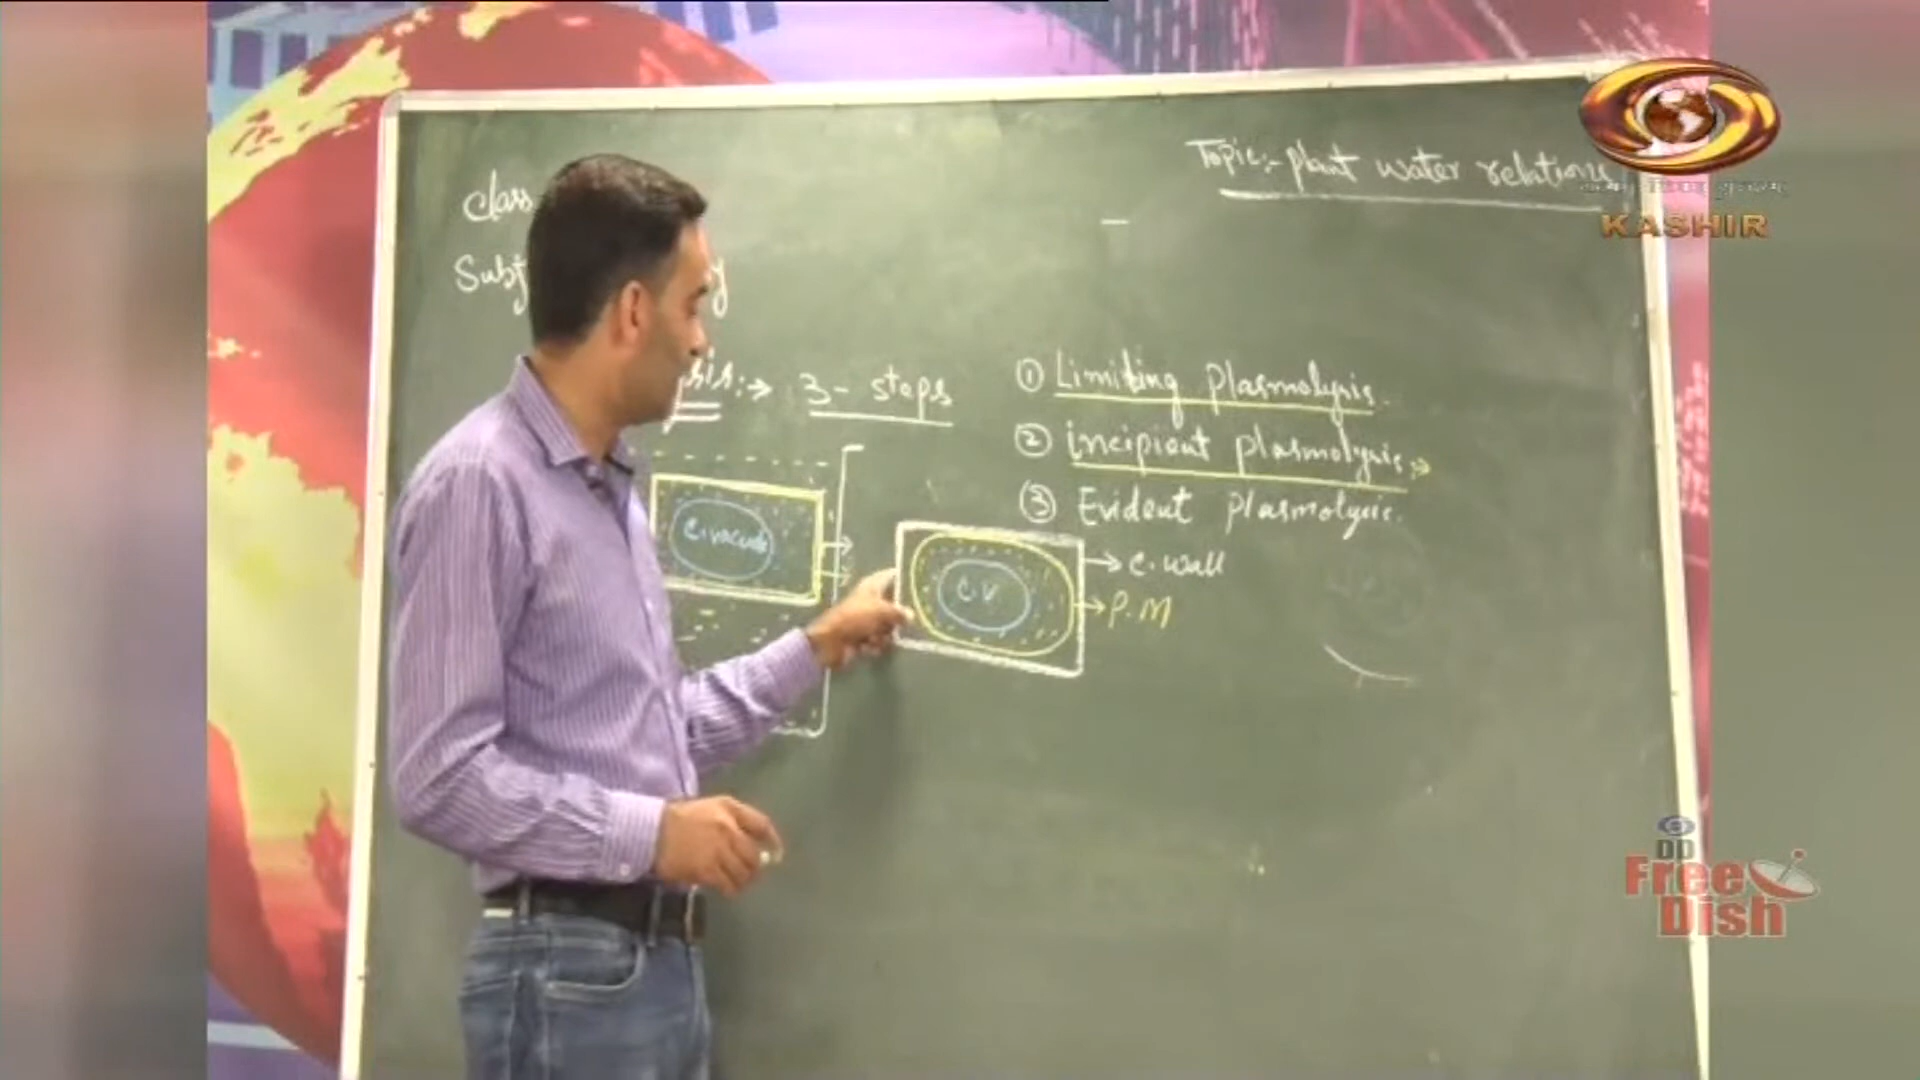 Topic:- plant water relations
KASHIR
Class
Subj
ysis:→ 3- steps
① Limiting plasmolysis.
② incipient plasmolysis:→
③ Evident plasmolysis.
C.vacuole
C.V
→ C. wall
→ P. M
DD
Free
Dish